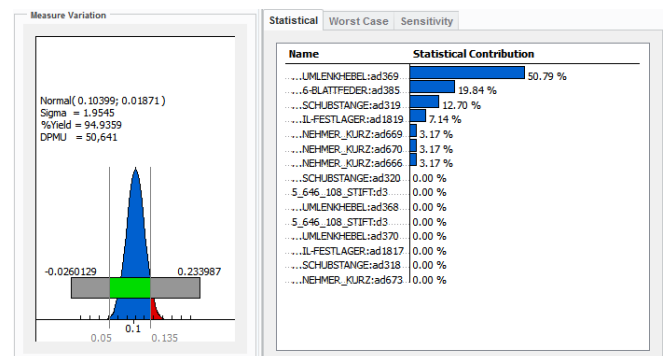 Measure Variation
Normal( 0.10399; 0.01871 )
Sigma = 1.9545
%Yield = 94.9359
DPMU = 50,641
-0.0260129
0.233987
0.1
0.05
0.135
Statistical Worst Case Sensitivity
Name Statistical Contribution
...UMLENKHEBEL:ad369 50.79 %
...6-BLATTFEDER:ad385 19.84 %
...SCHUBSTANGE:ad319 12.70 %
...IL-FESTLAGER:ad1819 7.14 %
...NEHMER_KURZ:ad669 3.17 %
...NEHMER_KURZ:ad670 3.17 %
...NEHMER_KURZ:ad666 3.17 %
...SCHUBSTANGE:ad320 0.00 %
5_646_108_STIFT:d3 0.00 %
...UMLENKHEBEL:ad368 0.00 %
5_646_108_STIFT:d3 0.00 %
...UMLENKHEBEL:ad370 0.00 %
...IL-FESTLAGER:ad1817 0.00 %
...SCHUBSTANGE:ad318 0.00 %
...NEHMER_KURZ:ad673 0.00 %